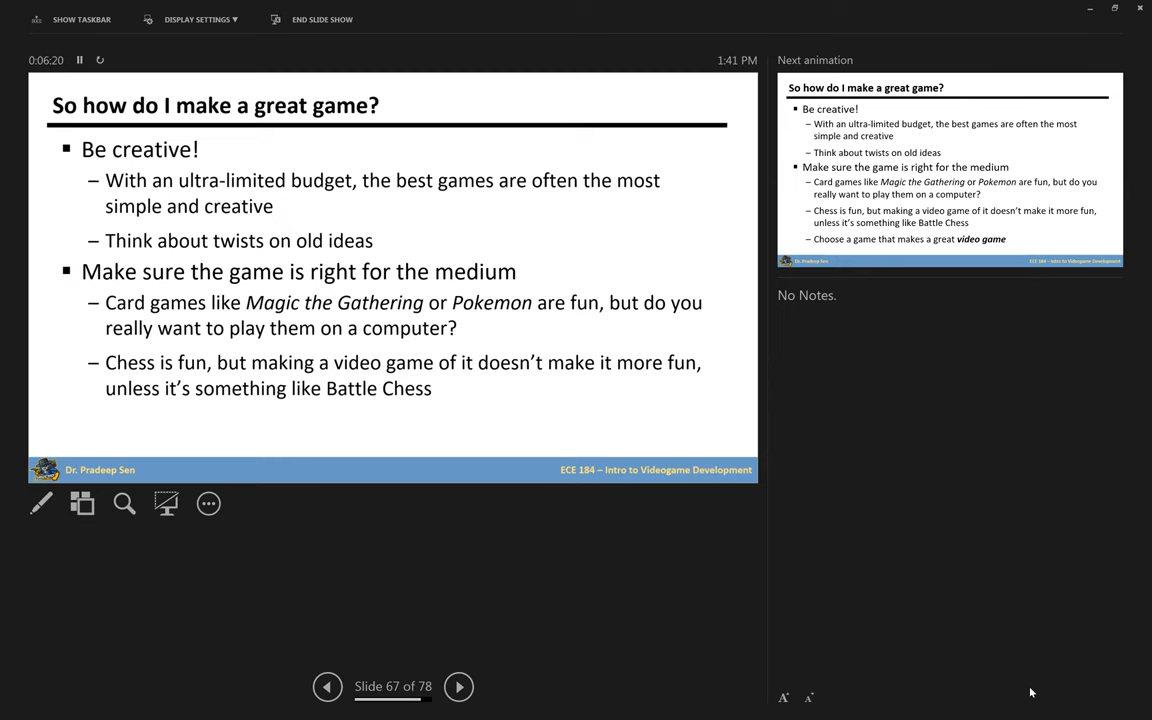 SHOW TASKBAR
DISPLAY SETTINGS ▼
END SLIDE SHOW
0:06:20
1:41 PM
So how do I make a great game?
▪ Be creative!
– With an ultra-limited budget, the best games are often the most
simple and creative
– Think about twists on old ideas
▪ Make sure the game is right for the medium
– Card games like Magic the Gathering or Pokemon are fun, but do you
really want to play them on a computer?
– Chess is fun, but making a video game of it doesn't make it more fun,
unless it's something like Battle Chess
Dr. Pradeep Sen
ECE 184 – Intro to Videogame Development
Slide 67 of 78
Next animation
So how do I make a great game?
▪ Be creative!
– With an ultra-limited budget, the best games are often the most
simple and creative
– Think about twists on old ideas
▪ Make sure the game is right for the medium
– Card games like Magic the Gathering or Pokemon are fun, but do you
really want to play them on a computer?
– Chess is fun, but making a video game of it doesn't make it more fun,
unless it's something like Battle Chess
– Choose a game that makes a great video game
Dr. Pradeep Sen
ECE 184 – Intro to Videogame Development
No Notes.
A A